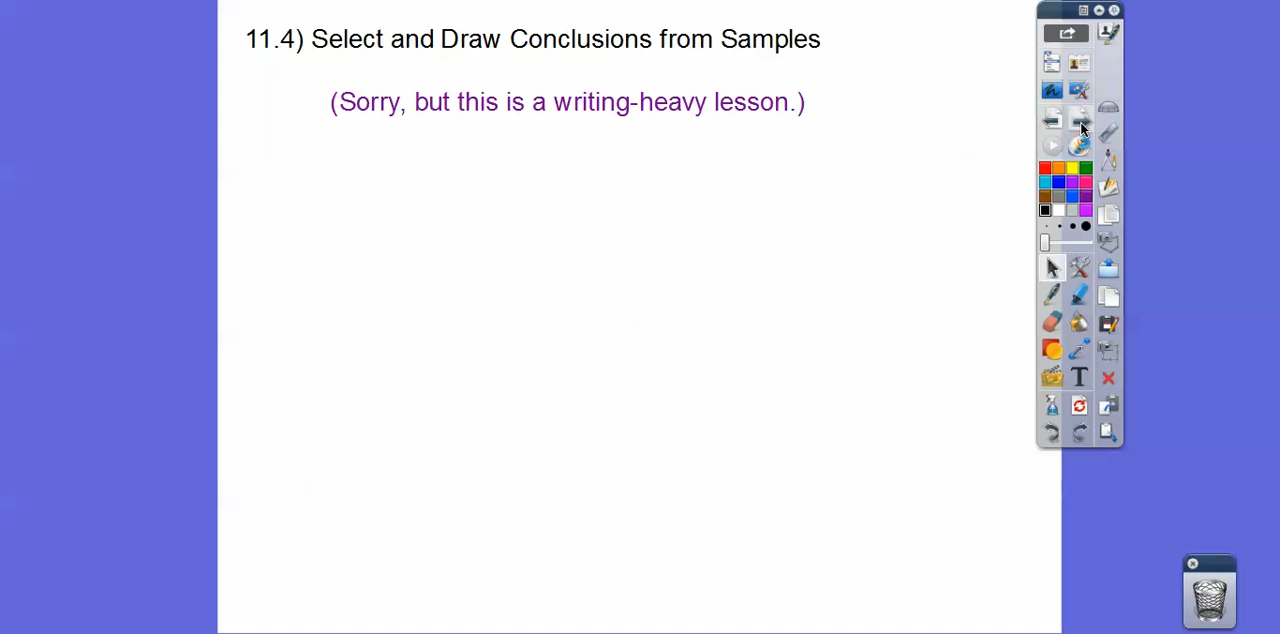 11.4) Select and Draw Conclusions from Samples
(Sorry, but this is a writing-heavy lesson.)
T